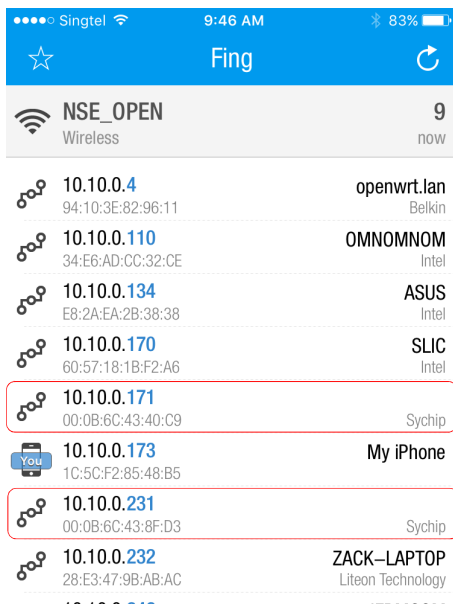 Singtel 9:46 AM 83%
Fing
NSE_OPEN 9
Wireless now
10.10.0.4 openwrt.lan
94:10:3E:82:96:11 Belkin
10.10.0.110 OMNOMNOM
34:E6:AD:CC:32:CE Intel
10.10.0.134 ASUS
E8:2A:EA:2B:38:38 Intel
10.10.0.170 SLIC
60:57:18:1B:F2:A6 Intel
10.10.0.171
00:0B:6C:43:40:C9 Sychip
You 10.10.0.173 My iPhone
1C:5C:F2:85:48:B5
10.10.0.231
00:0B:6C:43:8F:D3 Sychip
10.10.0.232 ZACK–LAPTOP
28:E3:47:9B:AB:AC Liteon Technology